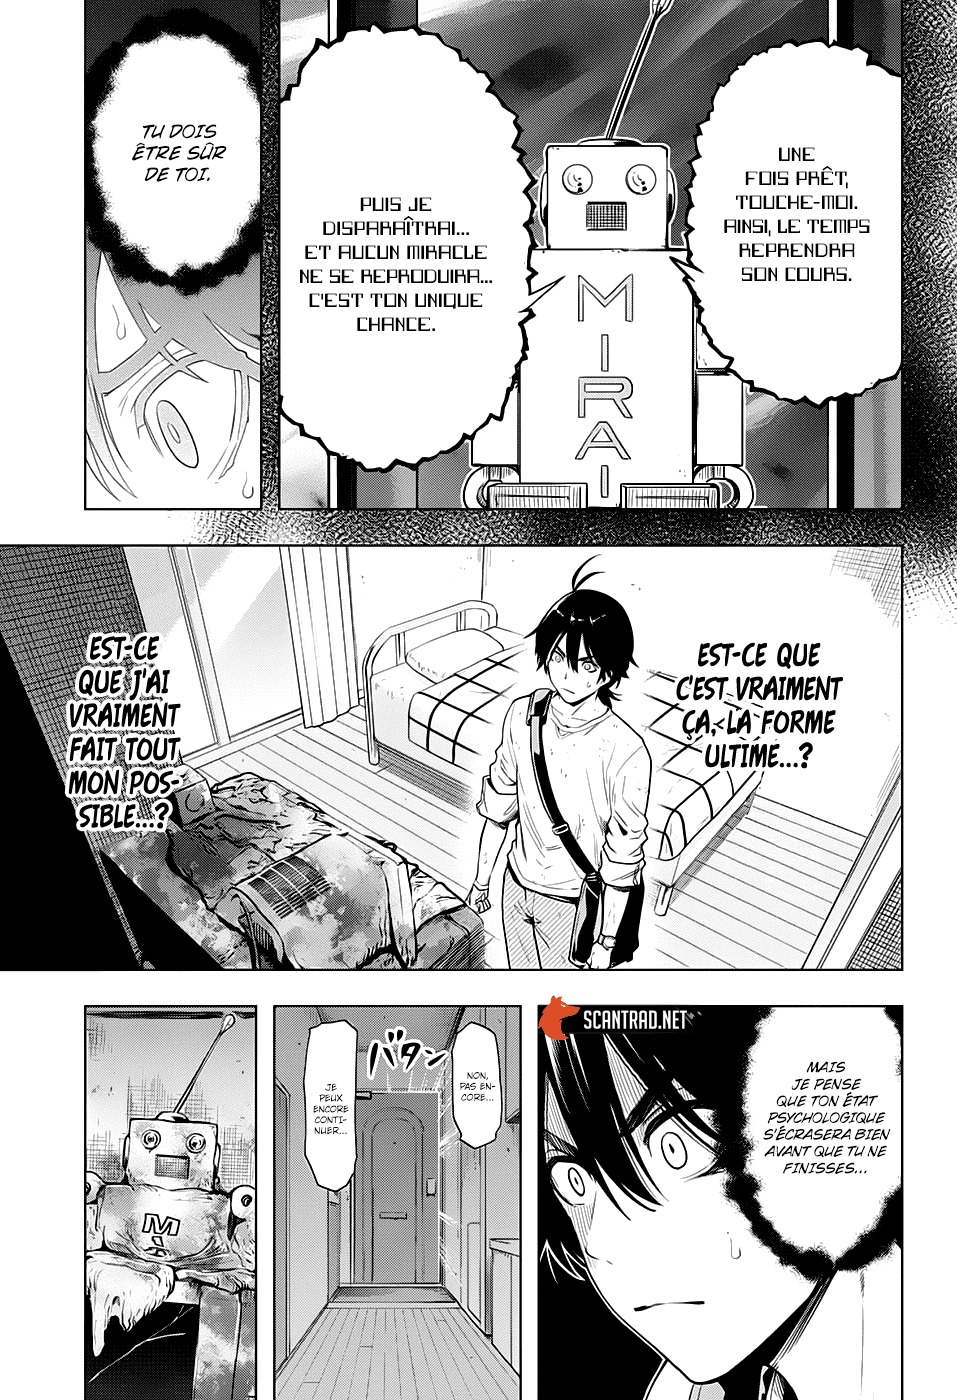 UNE
FOIS PRÊT,
TOUCHE-MOI.
AINSI, LE TEMPS
REPRENDRA
SON COURS.
PUIS JE
DISPARAÎTRAI...
ET AUCUN MIRACLE
NE SE REPRODUIRA...
C'EST TON UNIQUE
CHANCE.
MIRAI
TU DOIS
ÊTRE SÛR
DE TOI.
EST-CE QUE
C'EST VRAIMENT
ÇA, LA FORME
ULTIME...?
EST-CE
QUE J'AI
VRAIMENT
FAIT TOUT
MON POS-
SIBLE...?
SCANTRAD.NET
MAIS
JE PENSE
QUE TON ÉTAT
PSYCHOLOGIQUE
S'ÉCRASERA BIEN
AVANT QUE TU NE
FINISSES...
NON,
PAS EN-
CORE...
バタン
JE
PEUX
ENCORE
CONTI-
NUER...